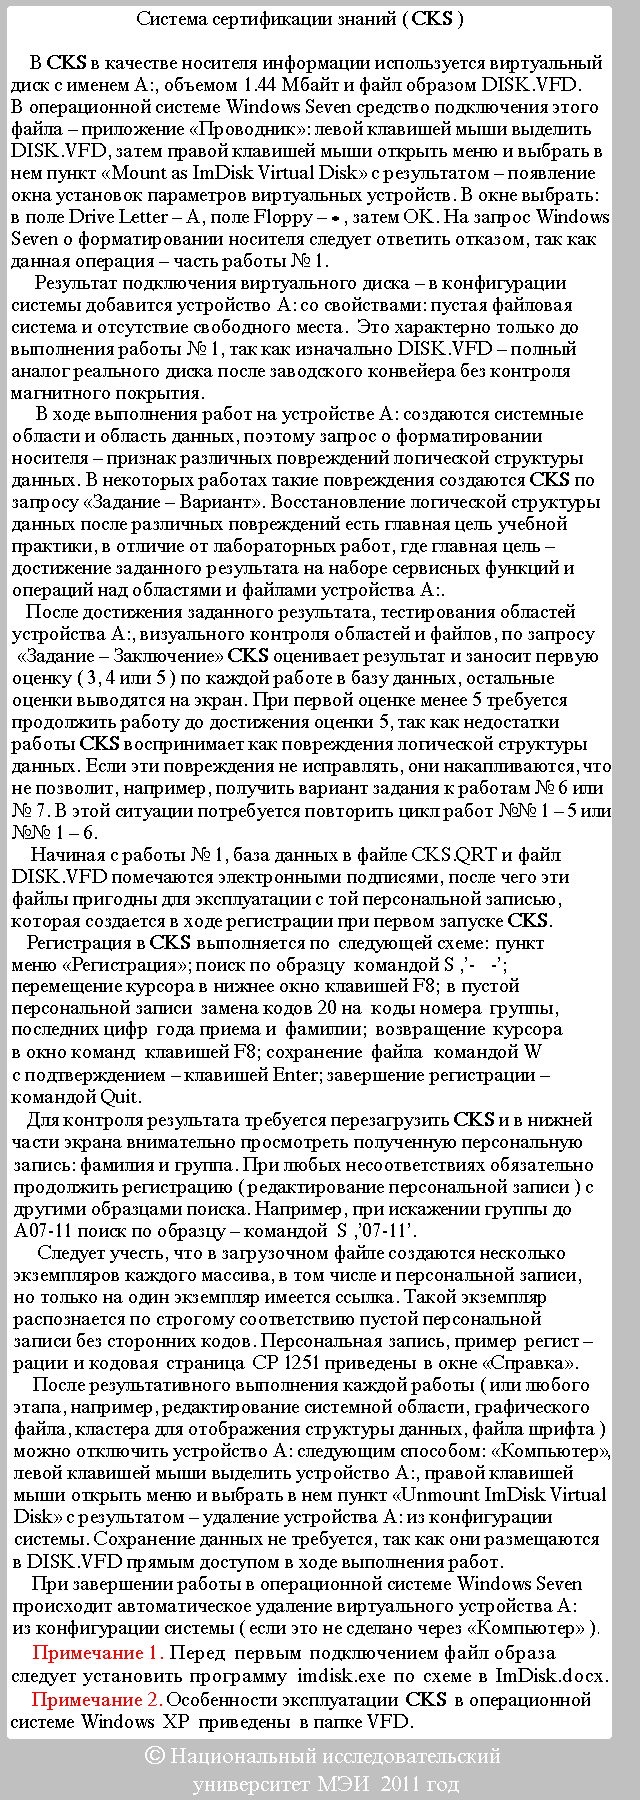 Система сертификации знаний ( CKS )
В CKS в качестве носителя информации используется виртуальный
диск с именем A:, объемом 1.44 Мбайт и файл образом DISK.VFD.
В операционной системе Windows Seven средство подключения этого
файла – приложение «Проводник»: левой клавишей мыши выделить
DISK.VFD, затем правой клавишей мыши открыть меню и выбрать в
нем пункт «Mount as ImDisk Virtual Disk» с результатом – появление
окна установок параметров виртуальных устройств. В окне выбрать:
в поле Drive Letter – A, поле Floppy – • , затем OK. На запрос Windows
Seven о форматировании носителя следует ответить отказом, так как
данная операция – часть работы № 1.
Результат подключения виртуального диска – в конфигурации
системы добавится устройство A: со свойствами: пустая файловая
система и отсутствие свободного места. Это характерно только до
выполнения работы № 1, так как изначально DISK.VFD – полный
аналог реального диска после заводского конвейера без контроля
магнитного покрытия.
В ходе выполнения работ на устройстве A: создаются системные
области и область данных, поэтому запрос о форматировании
носителя – признак различных повреждений логической структуры
данных. В некоторых работах такие повреждения создаются CKS по
запросу «Задание – Вариант». Восстановление логической структуры
данных после различных повреждений есть главная цель учебной
практики, в отличие от лабораторных работ, где главная цель –
достижение заданного результата на наборе сервисных функций и
операций над областями и файлами устройства A:.
После достижения заданного результата, тестирования областей
устройства A:, визуального контроля областей и файлов, по запросу
«Задание – Заключение» CKS оценивает результат и заносит первую
оценку ( 3, 4 или 5 ) по каждой работе в базу данных, остальные
оценки выводятся на экран. При первой оценке менее 5 требуется
продолжить работу до достижения оценки 5, так как недостатки
работы CKS воспринимает как повреждения логической структуры
данных. Если эти повреждения не исправлять, они накапливаются, что
не позволит, например, получить вариант задания к работам № 6 или
№ 7. В этой ситуации потребуется повторить цикл работ №№ 1 – 5 или
№№ 1 – 6.
Начиная с работы № 1, база данных в файле CKS.QRT и файл
DISK.VFD помечаются электронными подписями, после чего эти
файлы пригодны для эксплуатации с той персональной записью,
которая создается в ходе регистрации при первом запуске CKS.
Регистрация в CKS выполняется по следующей схеме: пункт
меню «Регистрация»; поиск по образцу командой S ,’- -’;
перемещение курсора в нижнее окно клавишей F8; в пустой
персональной записи замена кодов 20 на коды номера группы,
последних цифр года приема и фамилии; возвращение курсора
в окно команд клавишей F8; сохранение файла командой W
с подтверждением – клавишей Enter; завершение регистрации –
командой Quit.
Для контроля результата требуется перезагрузить CKS и в нижней
части экрана внимательно просмотреть полученную персональную
запись: фамилия и группа. При любых несоответствиях обязательно
продолжить регистрацию ( редактирование персональной записи ) с
другими образцами поиска. Например, при искажении группы до
A07-11 поиск по образцу – командой S ,’07-11’.
Следует учесть, что в загрузочном файле создаются несколько
экземпляров каждого массива, в том числе и персональной записи,
но только на один экземпляр имеется ссылка. Такой экземпляр
распознается по строгому соответствию пустой персональной
записи без сторонних кодов. Персональная запись, пример регист –
рации и кодовая страница CP 1251 приведены в окне «Справка».
После результативного выполнения каждой работы ( или любого
этапа, например, редактирование системной области, графического
файла, кластера для отображения структуры данных, файла шрифта )
можно отключить устройство A: следующим способом: «Компьютер»,
левой клавишей мыши выделить устройство A:, правой клавишей
мыши открыть меню и выбрать в нем пункт «Unmount ImDisk Virtual
Disk» с результатом – удаление устройства A: из конфигурации
системы. Сохранение данных не требуется, так как они размещаются
в DISK.VFD прямым доступом в ходе выполнения работ.
При завершении работы в операционной системе Windows Seven
происходит автоматическое удаление виртуального устройства A:
из конфигурации системы ( если это не сделано через «Компьютер» ).
Примечание 1. Перед первым подключением файл образа
следует установить программу imdisk.exe по схеме в ImDisk.docx.
Примечание 2. Особенности эксплуатации CKS в операционной
системе Windows XP приведены в папке VFD.
© Национальный исследовательский
университет МЭИ 2011 год